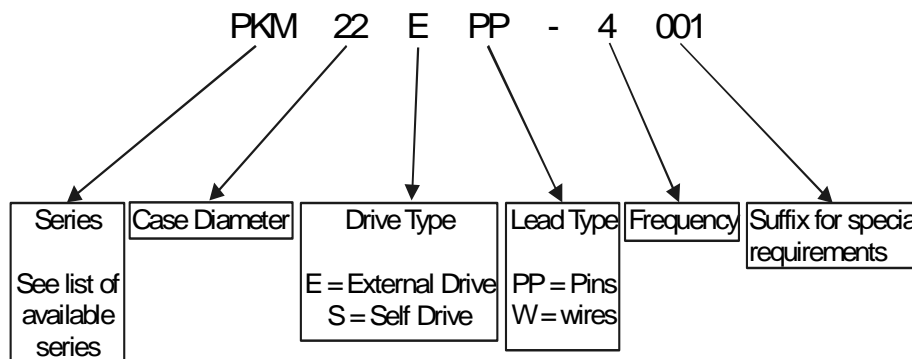 PKM 22 E PP - 4 001
Series
See list of
available
series
Case Diameter
Drive Type
E = External Drive
S = Self Drive
Lead Type
PP = Pins
W = wires
Frequency
Suffix for specia
requirements